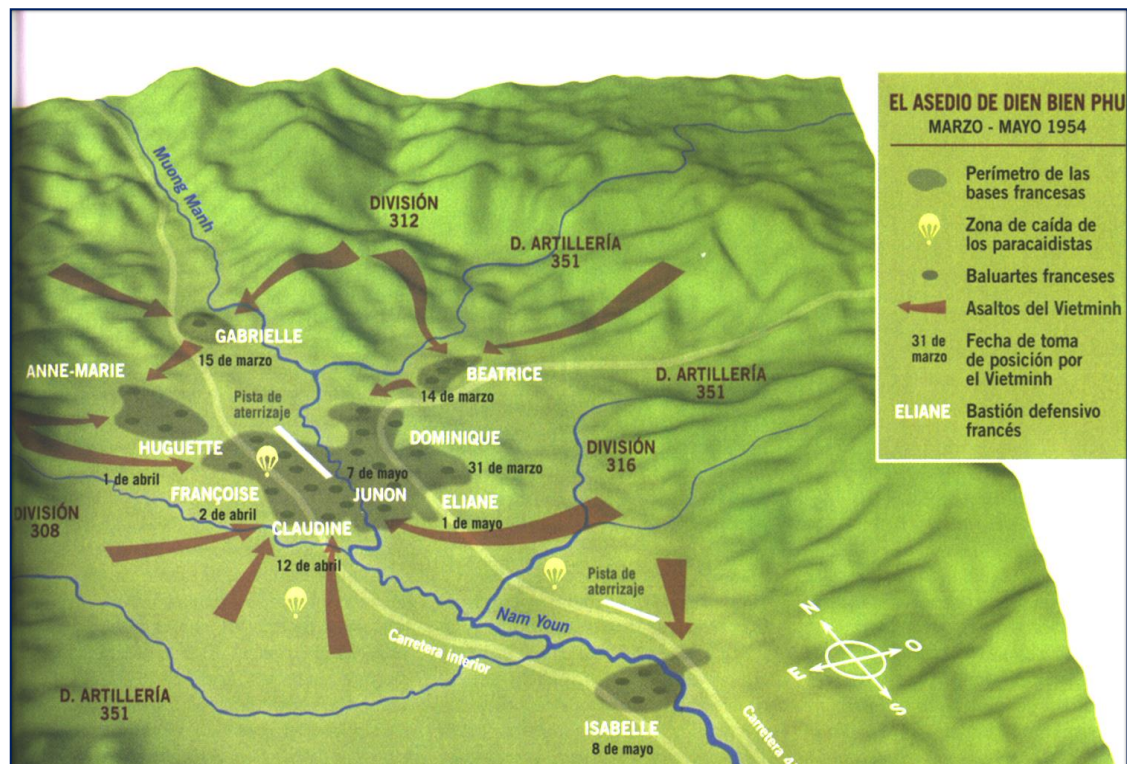 Muong Manh
DIVISIÓN
312
D. ARTILLERÍA
351
GABRIELLE
15 de marzo
ANNE-MARIE
BEATRICE
14 de marzo
D. ARTILLERÍA
351
Pista de
aterrizaje
HUGUETTE
1 de abril
DOMINIQUE
31 de marzo
7 de mayo
JUNON
DIVISIÓN
316
FRANÇOISE
2 de abril
ELIANE
1 de mayo
DIVISIÓN
308
CLAUDINE
12 de abril
Pista de
aterrizaje
Nam Youn
Carretera interior
D. ARTILLERÍA
351
ISABELLE
8 de mayo
Carretera 4
N
O
E
S
EL ASEDIO DE DIEN BIEN PHU
MARZO - MAYO 1954
Perímetro de las
bases francesas
Zona de caída de
los paracaidistas
Baluartes franceses
Asaltos del Vietminh
31 de
marzo
Fecha de toma
de posición por
el Vietminh
ELIANE
Bastión defensivo
francés